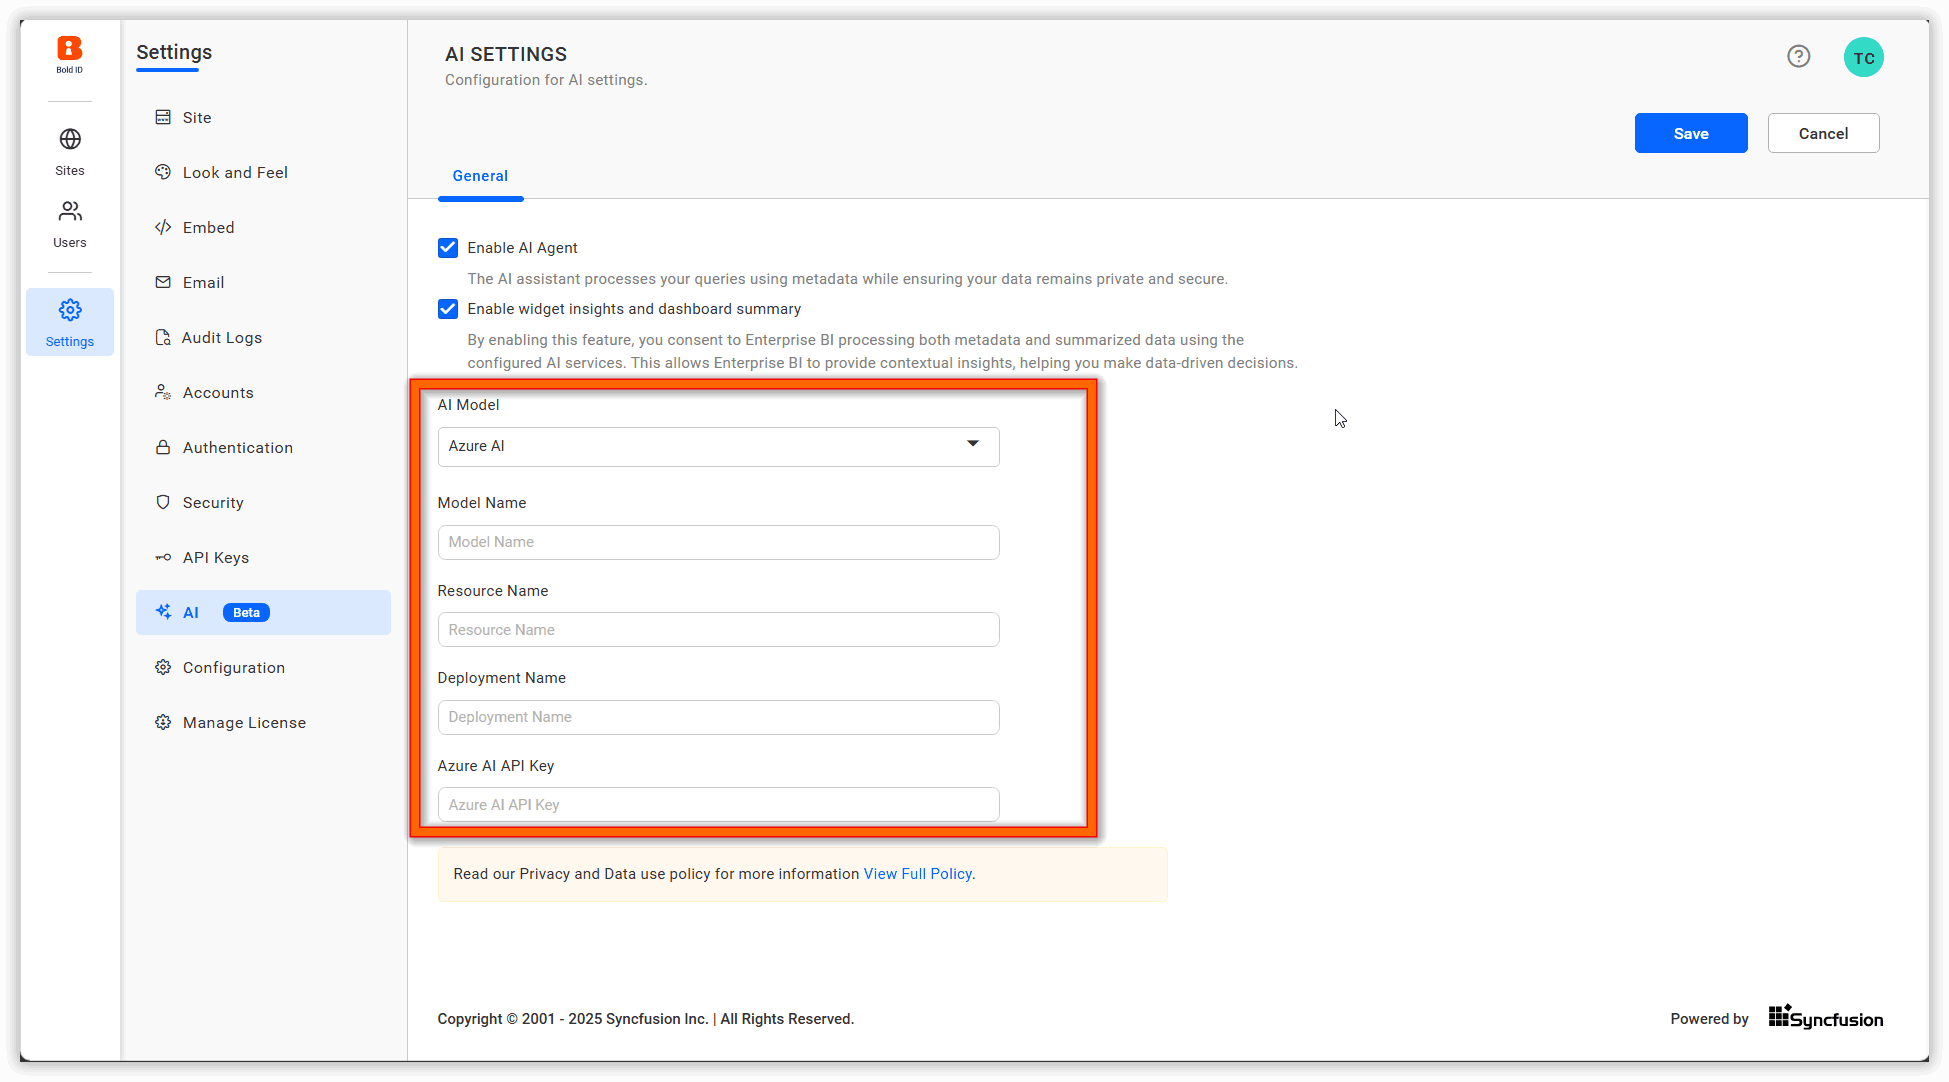 Bold ID
Sites
Users
Settings
Settings
Site
Look and Feel
Embed
Email
Audit Logs
Accounts
Authentication
Security
API Keys
AI Beta
Configuration
Manage License
AI SETTINGS
Configuration for AI settings.
?
TC
Save
Cancel
General
Enable AI Agent
The AI assistant processes your queries using metadata while ensuring your data remains private and secure.
Enable widget insights and dashboard summary
By enabling this feature, you consent to Enterprise BI processing both metadata and summarized data using the
configured AI services. This allows Enterprise BI to provide contextual insights, helping you make data-driven decisions.
AI Model
Azure AI
Model Name
Model Name
Resource Name
Resource Name
Deployment Name
Deployment Name
Azure AI API Key
Azure AI API Key
Read our Privacy and Data use policy for more information View Full Policy.
Copyright © 2001 - 2025 Syncfusion Inc. | All Rights Reserved.
Powered by Syncfusion